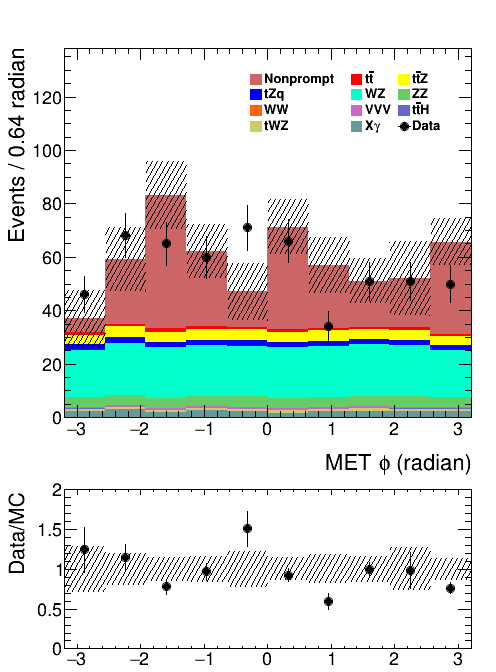 Events / 0.64 radian
120
100
80
60
40
20
0
Nonprompt
tt̄
tt̄Z
tZq
WZ
ZZ
WW
VVV
tt̄H
tWZ
Xγ
Data
−3 −2 −1 0 1 2 3
MET ϕ (radian)
Data/MC
2
1.5
1
0.5
0
−3 −2 −1 0 1 2 3